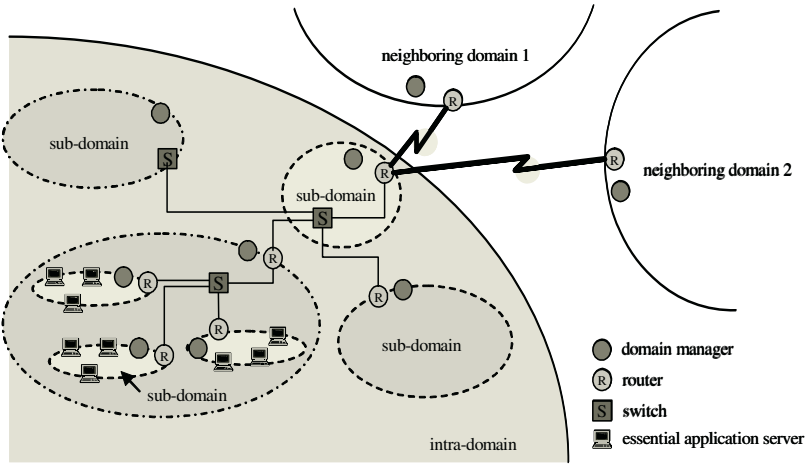 neighboring domain 1
R
sub-domain
S
R
R
neighboring domain 2
sub-domain
S
R
R
S
R
R
sub-domain
R
domain manager
R
router
S
switch
essential application server
sub-domain
intra-domain